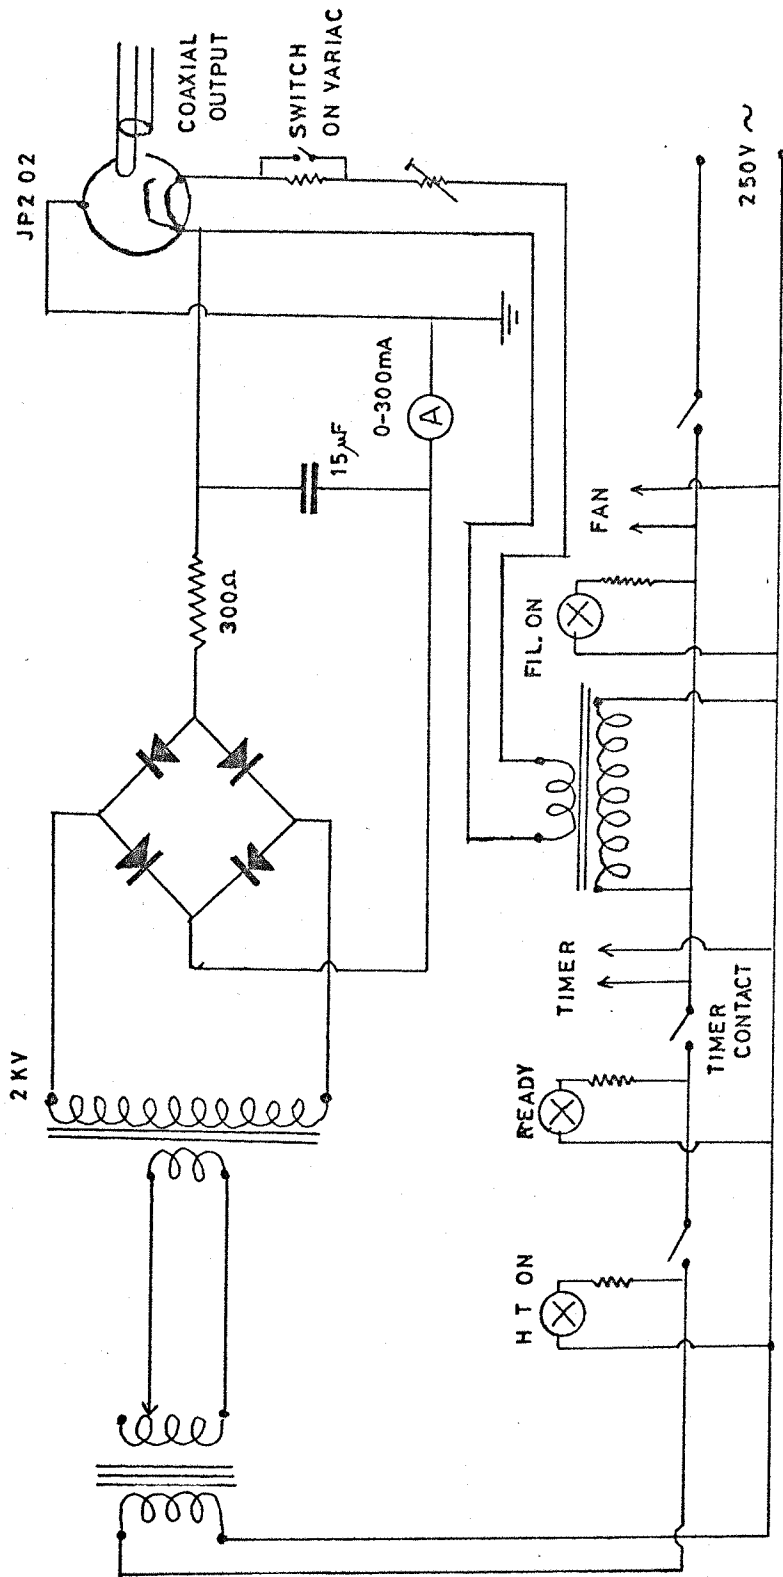 JP2 02
COAXIAL
OUTPUT
SWITCH
ON VARIAC
250V ~
0-300mA
A
15µF
300Ω
FAN
FIL. ON
2 KV
TIMER
TIMER
CONTACT
READY
H T ON